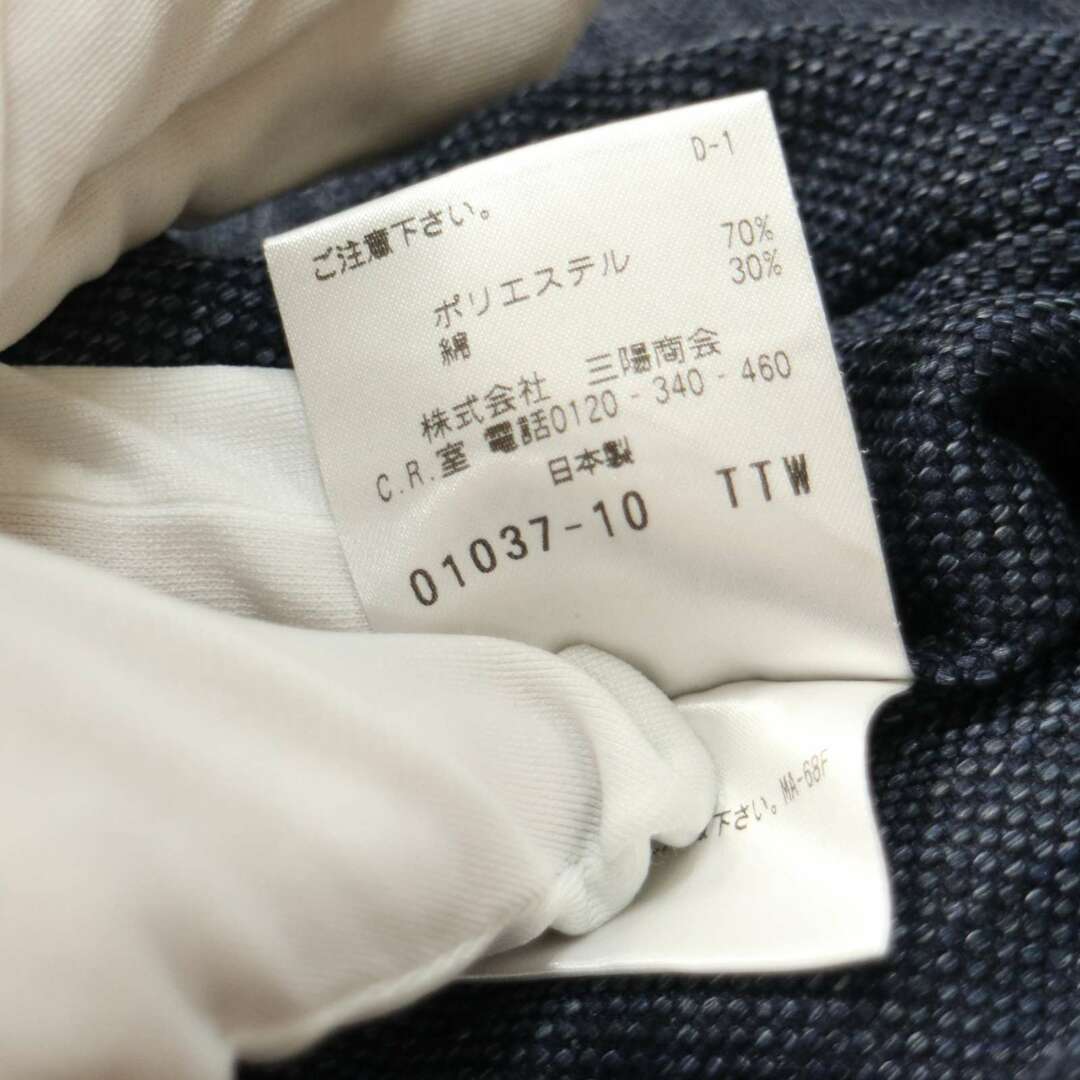 D-1
ご注意下さい。
ポリエステル 70%
綿 30%
株式会社 三陽商会
C.R.室 電話0120-340-460
日本製
01037-10 TTW
下さい。MA-68F